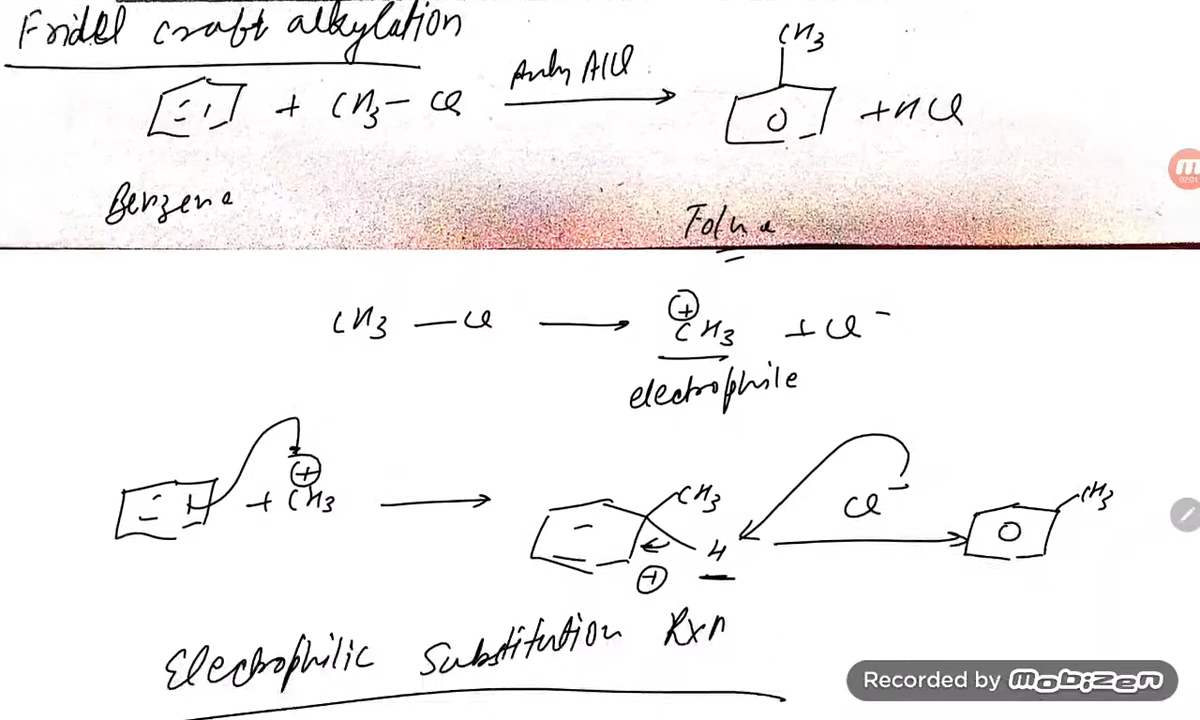 Fridel craft alkylation
+ CH3 - Cl Anhy AlCl CH3 + HCl
Benzene
CH3 - Cl ⊕CH3 + Cl-
electrophile
+ ⊕CH3 CH3 H ⊕ Cl- CH3
Electrophilic Substitution Rxn
Recorded by mobizen